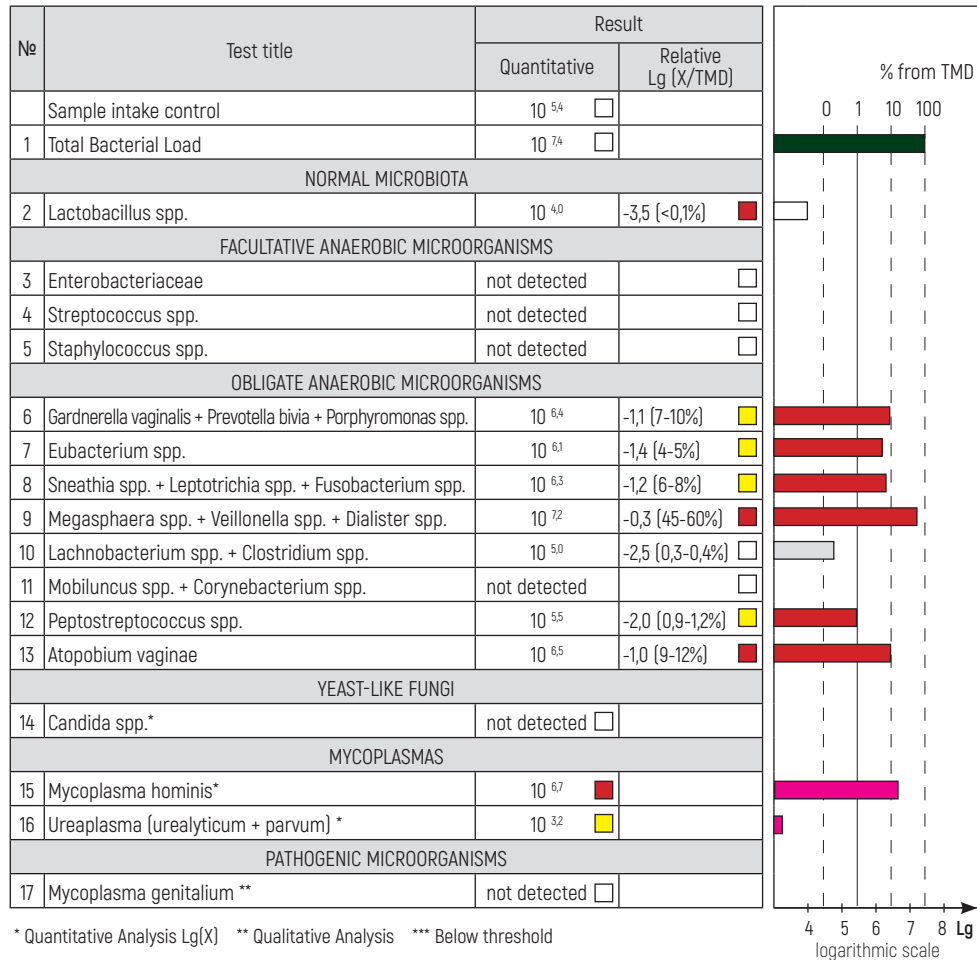 № Test title Result
Quantitative Relative Lg (X/TMD)
% from TMD
0 1 10 100
Sample intake control 10 5,4
1 Total Bacterial Load 10 7,4
NORMAL MICROBIOTA
2 Lactobacillus spp. 10 4,0 -3,5 (<0,1%)
FACULTATIVE ANAEROBIC MICROORGANISMS
3 Enterobacteriaceae not detected
4 Streptococcus spp. not detected
5 Staphylococcus spp. not detected
OBLIGATE ANAEROBIC MICROORGANISMS
6 Gardnerella vaginalis + Prevotella bivia + Porphyromonas spp. 10 6,4 -1,1 (7-10%)
7 Eubacterium spp. 10 6,1 -1,4 (4-5%)
8 Sneathia spp. + Leptotrichia spp. + Fusobacterium spp. 10 6,3 -1,2 (6-8%)
9 Megasphaera spp. + Veillonella spp. + Dialister spp. 10 7,2 -0,3 (45-60%)
10 Lachnobacterium spp. + Clostridium spp. 10 5,0 -2,5 (0,3-0,4%)
11 Mobiluncus spp. + Corynebacterium spp. not detected
12 Peptostreptococcus spp. 10 5,5 -2,0 (0,9-1,2%)
13 Atopobium vaginae 10 6,5 -1,0 (9-12%)
YEAST-LIKE FUNGI
14 Candida spp.* not detected
MYCOPLASMAS
15 Mycoplasma hominis* 10 6,7
16 Ureaplasma (urealyticum + parvum) * 10 3,2
PATHOGENIC MICROORGANISMS
17 Mycoplasma genitalium ** not detected
4 5 6 7 8 Lg
logarithmic scale
* Quantitative Analysis Lg(X) ** Qualitative Analysis *** Below threshold